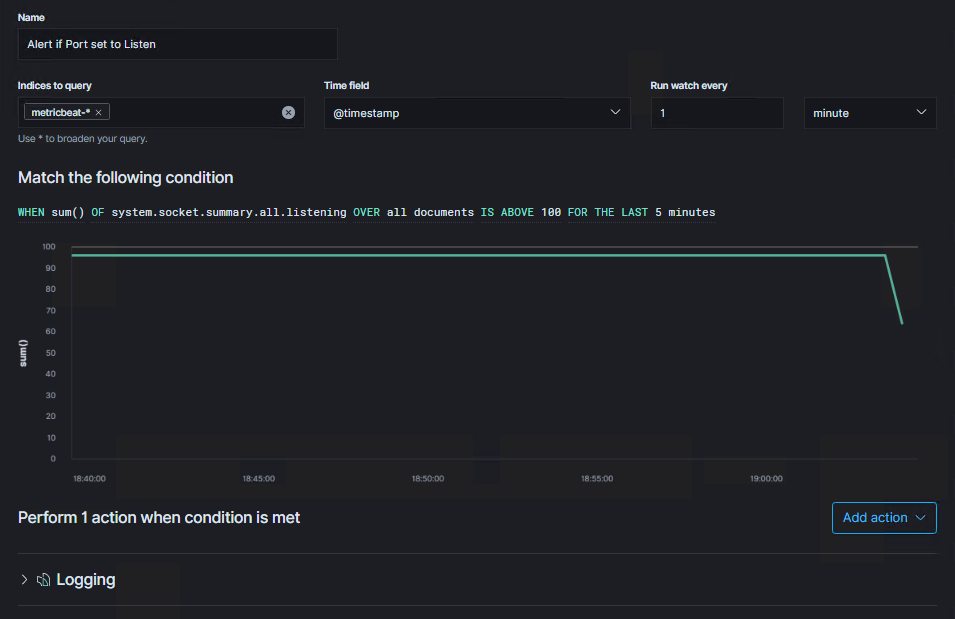 Name
Alert if Port set to Listen
Indices to query Time field Run watch every
metricbeat-* × @timestamp 1 minute
Use * to broaden your query.
Match the following condition
WHEN sum() OF system.socket.summary.all.listening OVER all documents IS ABOVE 100 FOR THE LAST 5 minutes
100
90
80
70
60
50
40
30
20
10
0
sum()
18:40:00 18:45:00 18:50:00 18:55:00 19:00:00
Perform 1 action when condition is met Add action
Logging